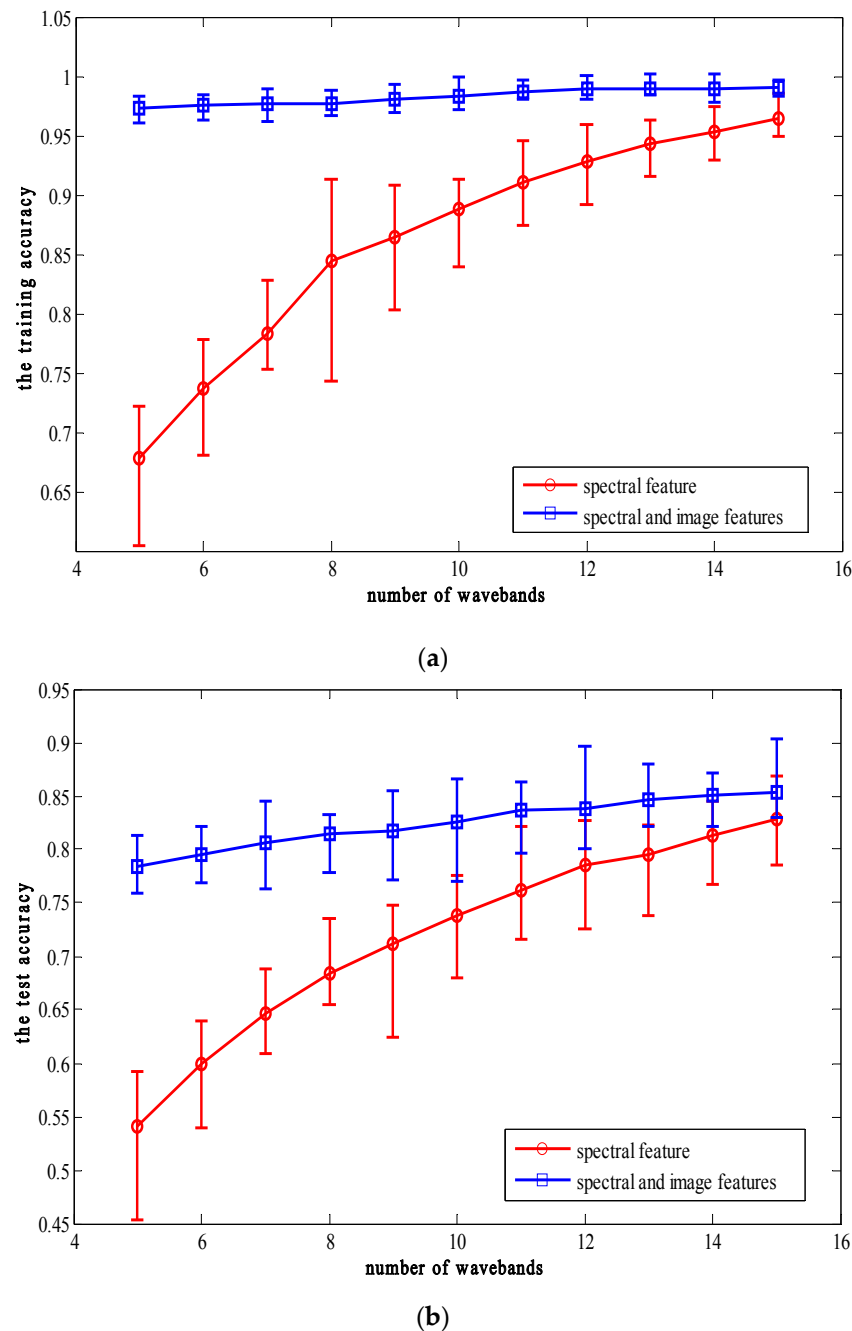 1.05
1
0.95
0.9
0.85
0.8
0.75
0.7
0.65
the training accuracy
spectral feature
spectral and image features
4 6 8 10 12 14 16
number of wavebands
(a)
0.95
0.9
0.85
0.8
0.75
0.7
0.65
0.6
0.55
0.5
0.45
the test accuracy
spectral feature
spectral and image features
4 6 8 10 12 14 16
number of wavebands
(b)